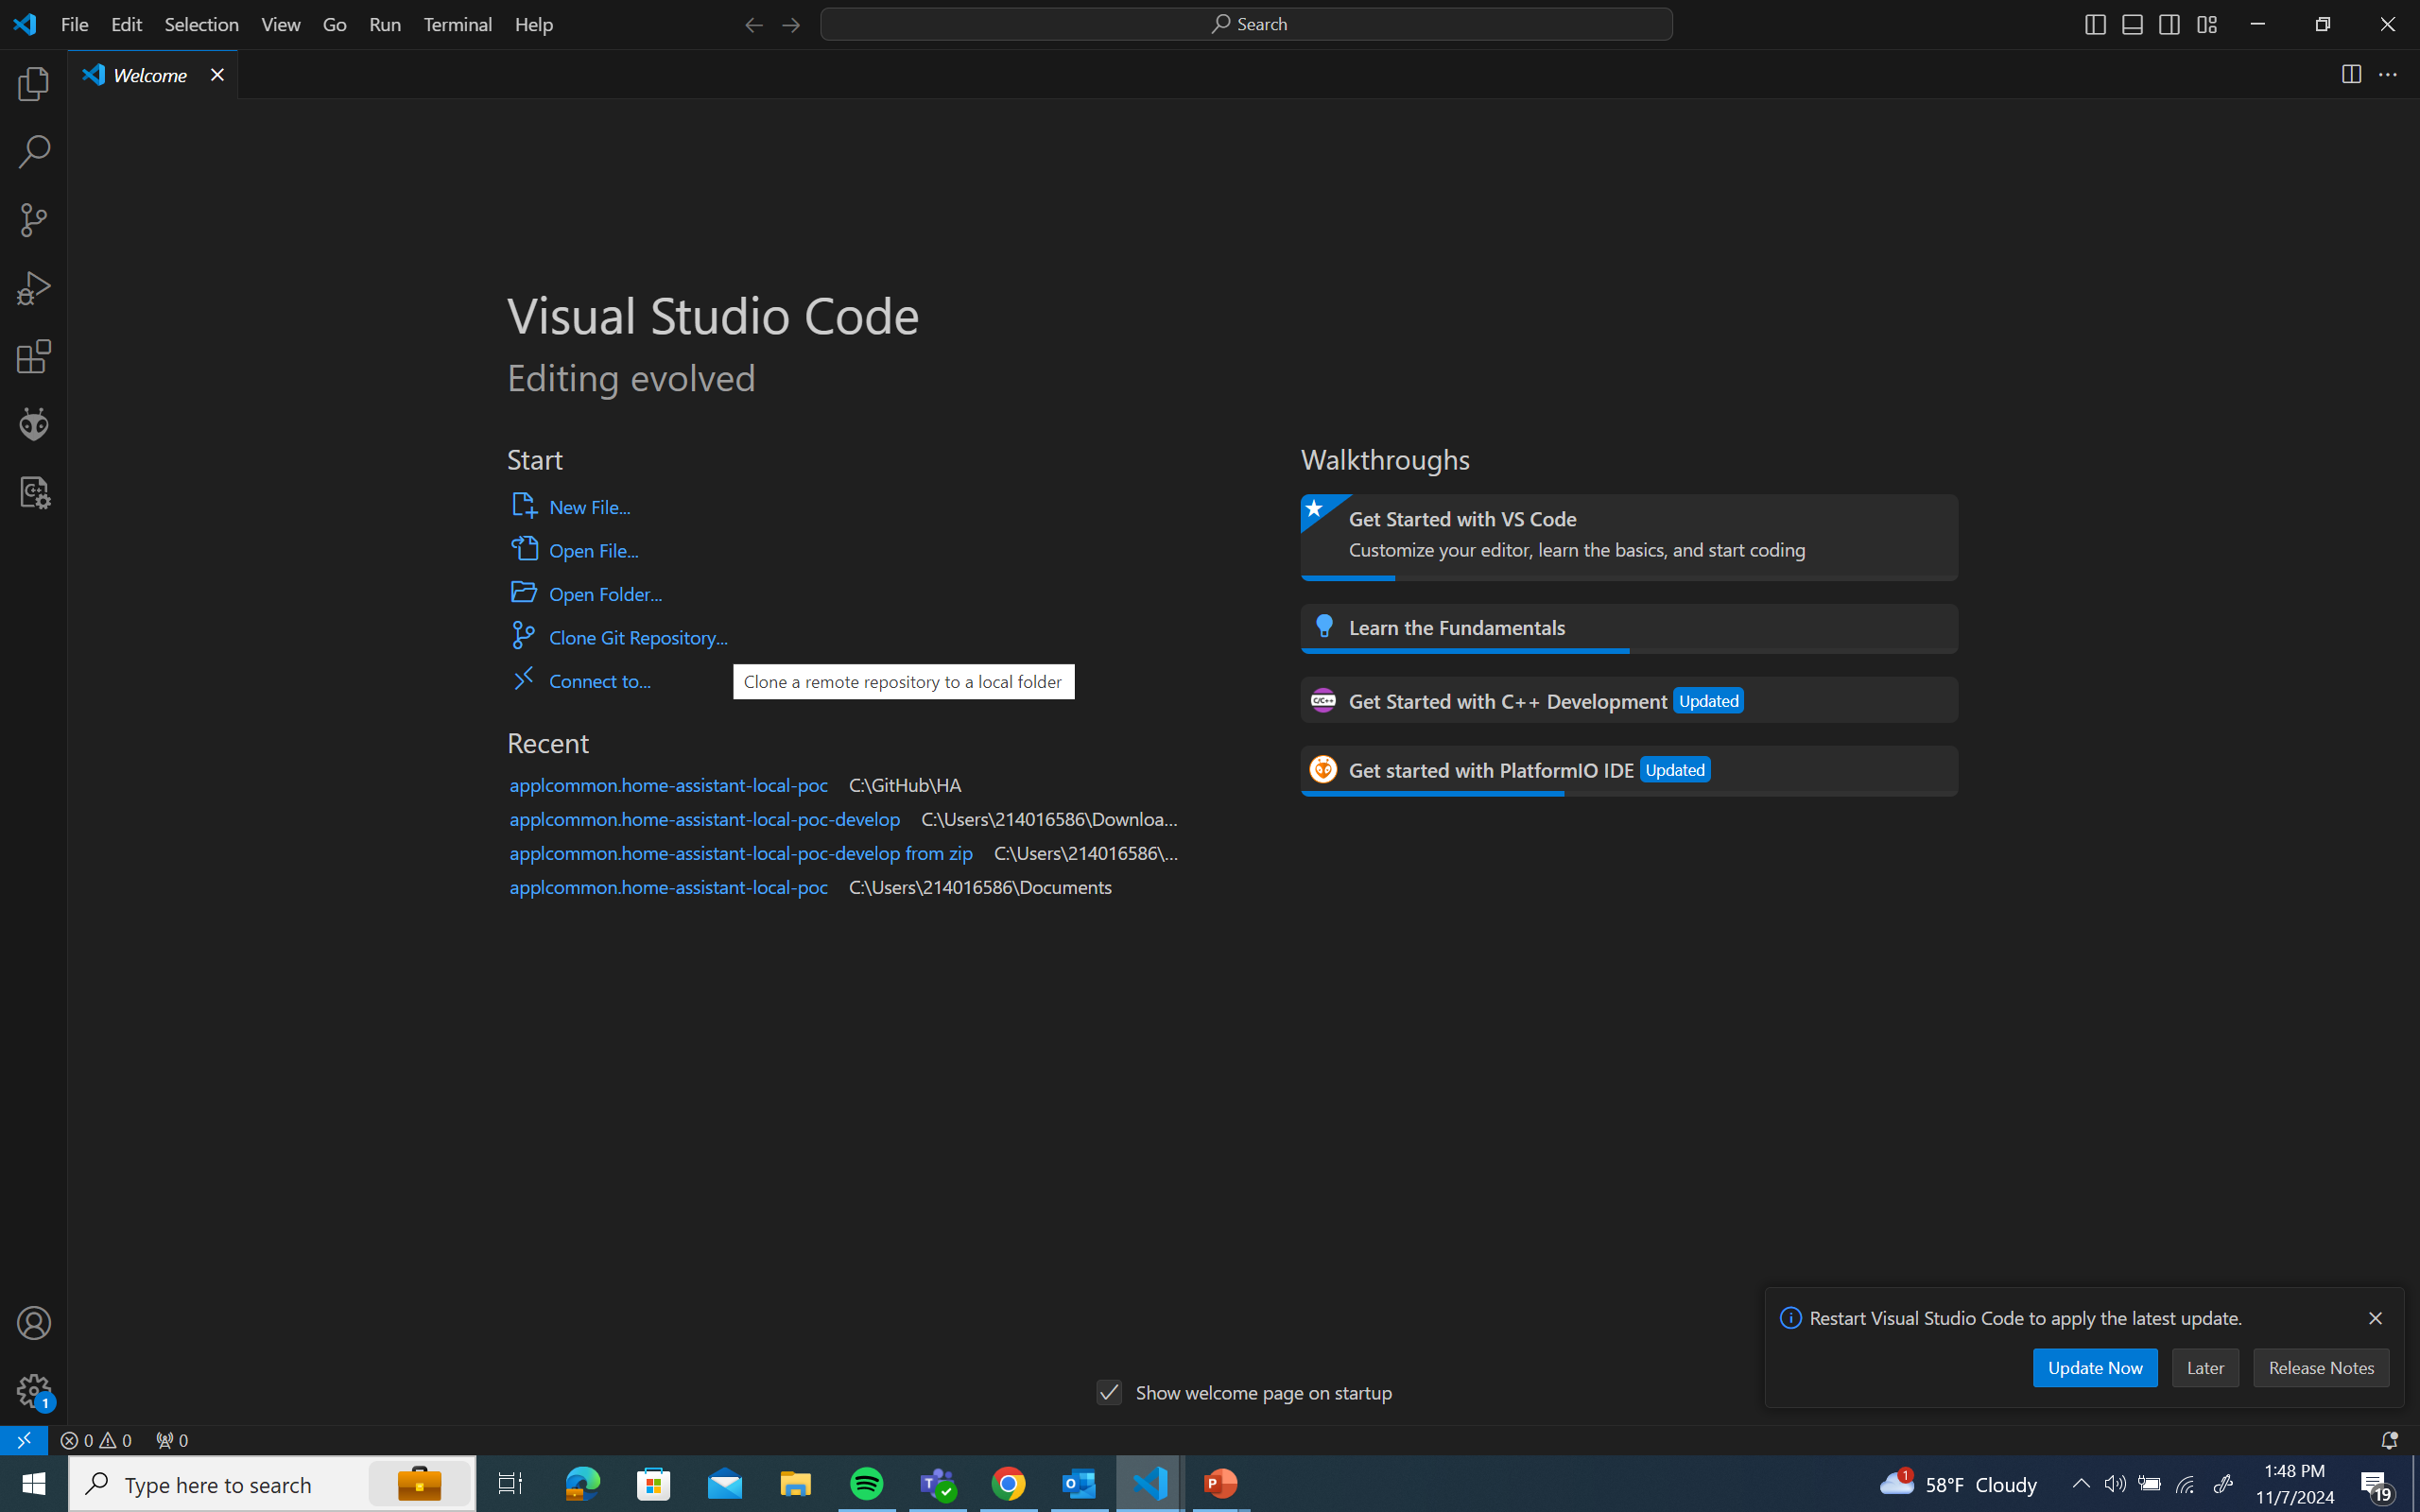 File Edit Selection View Go Run Terminal Help
Search
Welcome
Visual Studio Code
Editing evolved
Start
New File...
Open File...
Open Folder...
Clone Git Repository...
Connect to...
Clone a remote repository to a local folder
Recent
applcommon.home-assistant-local-poc C:\GitHub\HA
applcommon.home-assistant-local-poc-develop C:\Users\214016586\Downloa...
applcommon.home-assistant-local-poc-develop from zip C:\Users\214016586\...
applcommon.home-assistant-local-poc C:\Users\214016586\Documents
Walkthroughs
Get Started with VS Code
Customize your editor, learn the basics, and start coding
Learn the Fundamentals
C/C++ Get Started with C++ Development Updated
Get started with PlatformIO IDE Updated
Restart Visual Studio Code to apply the latest update.
Update Now Later Release Notes
Show welcome page on startup
1
0 0 0
Type here to search
1 58°F Cloudy
1:48 PM
11/7/2024
19